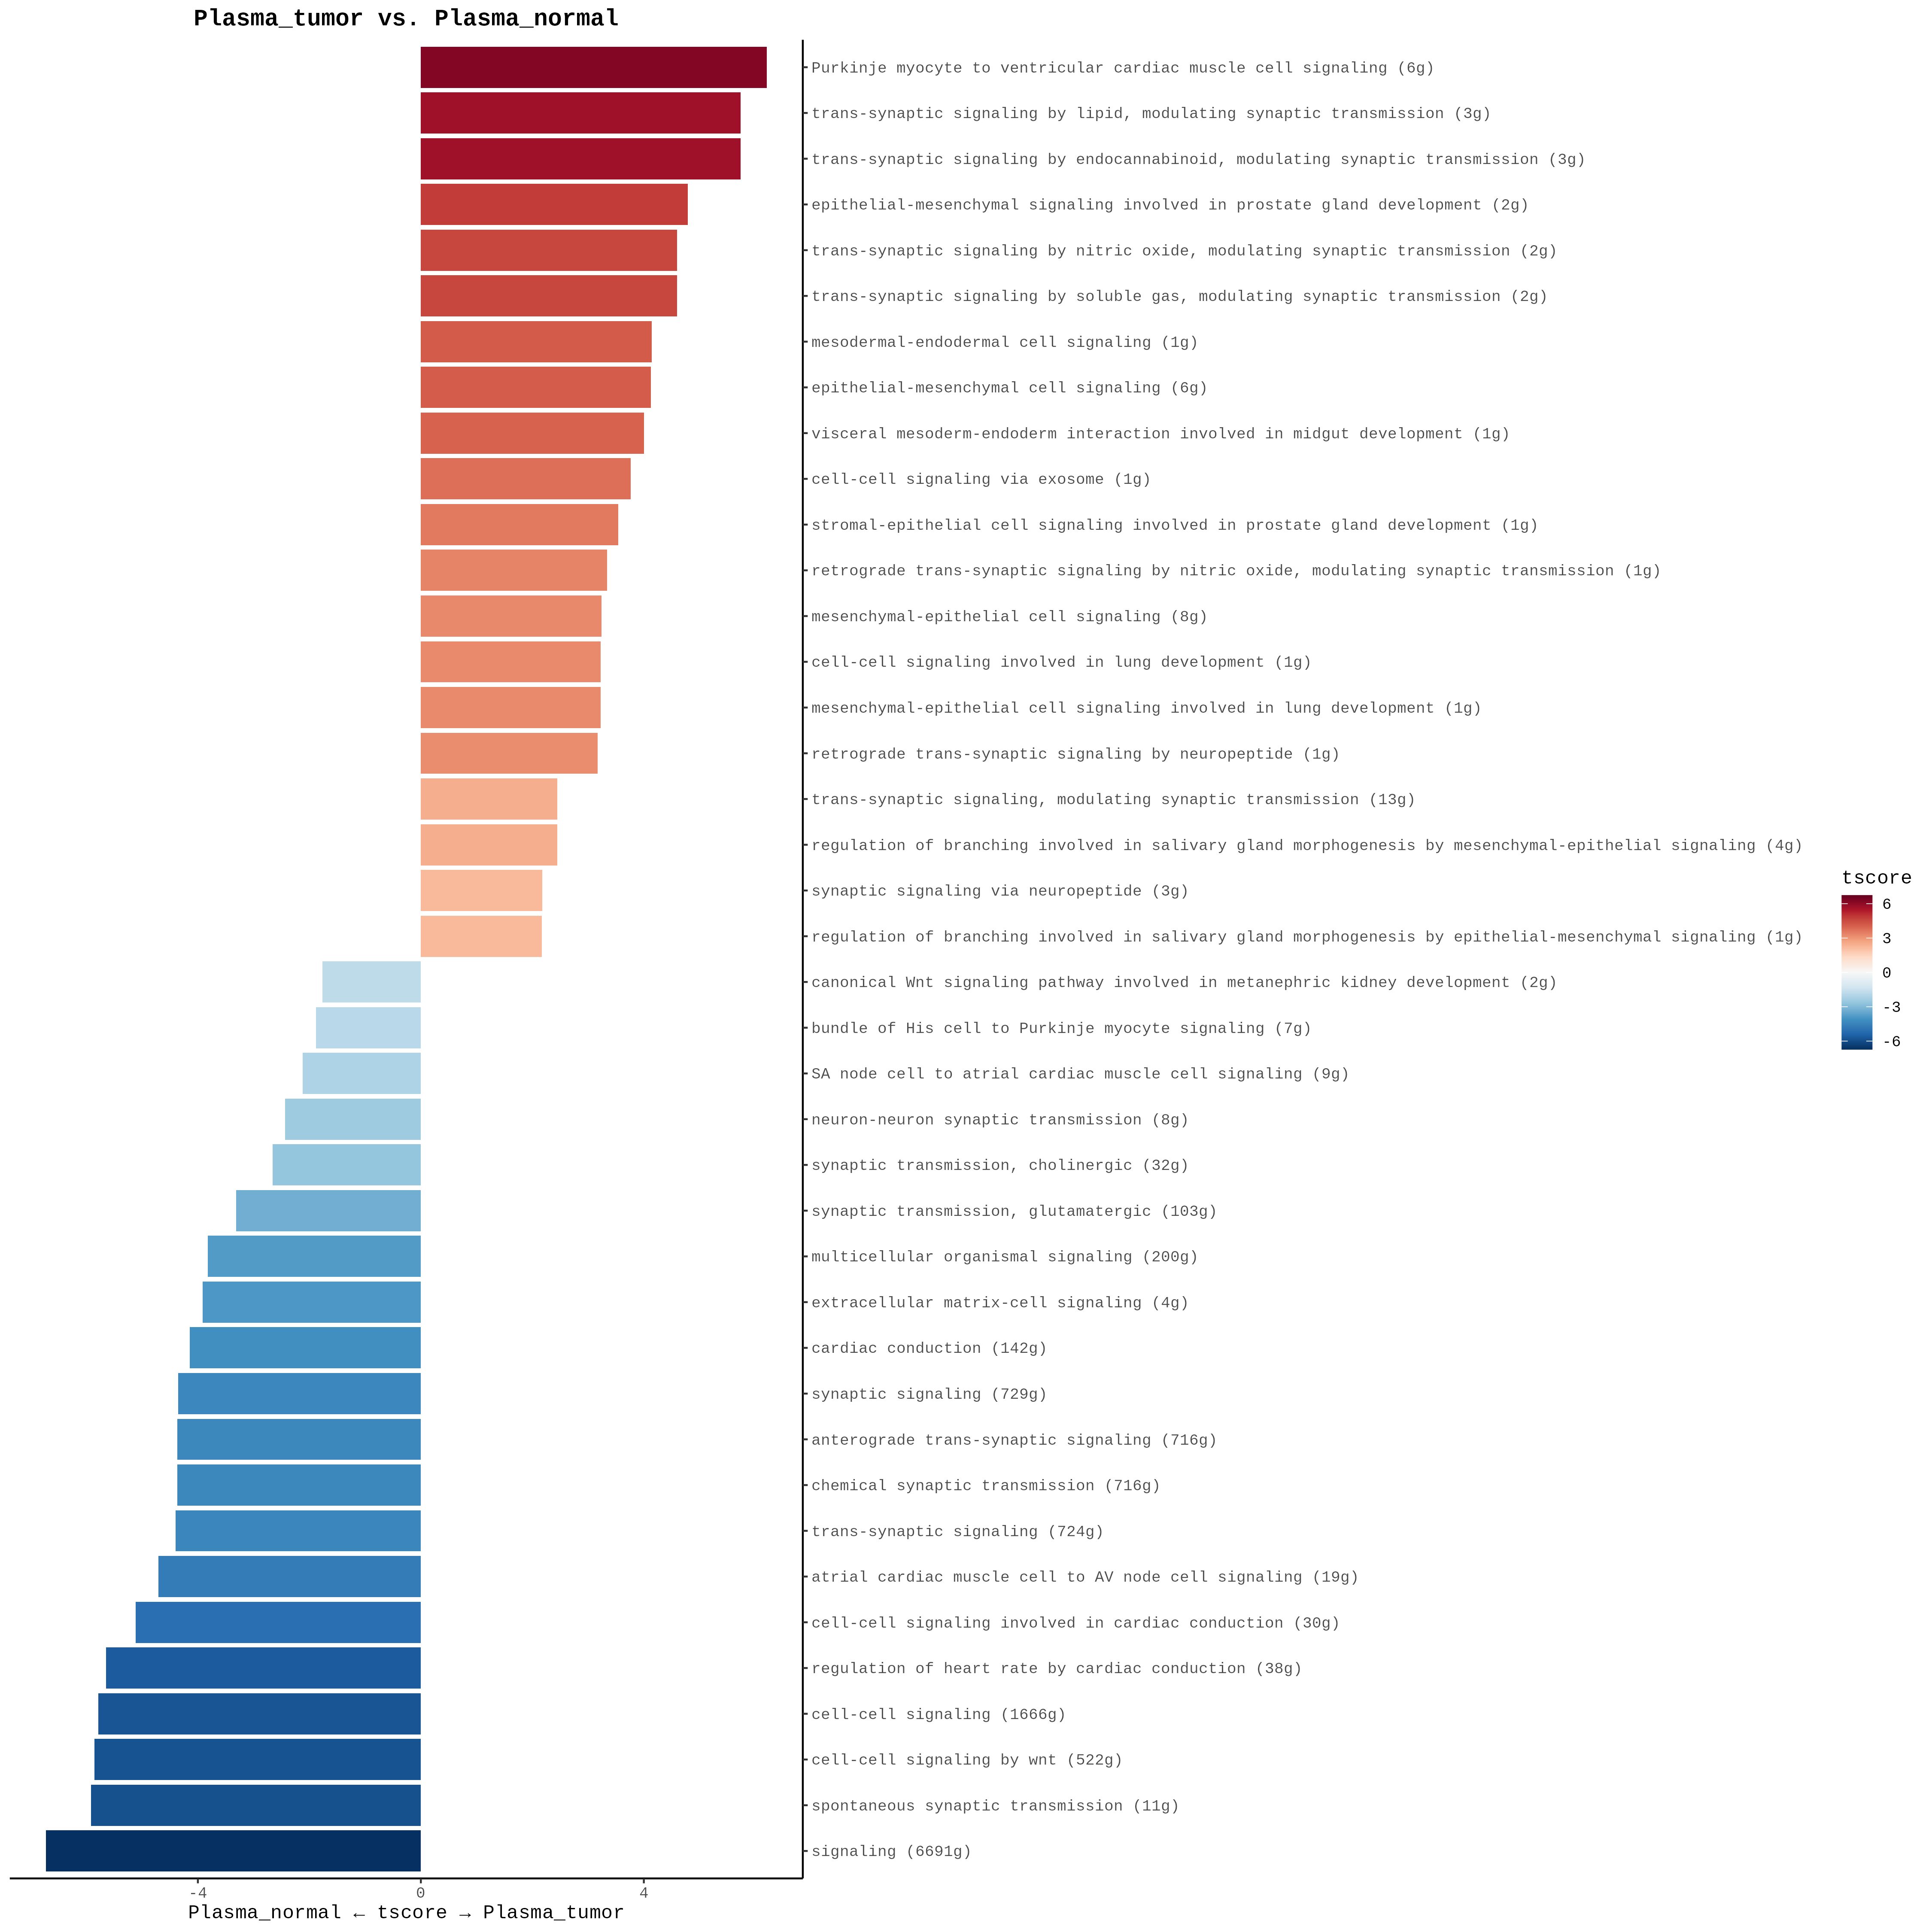 Plasma_tumor vs. Plasma_normal
Purkinje myocyte to ventricular cardiac muscle cell signaling (6g)
trans-synaptic signaling by lipid, modulating synaptic transmission (3g)
trans-synaptic signaling by endocannabinoid, modulating synaptic transmission (3g)
epithelial-mesenchymal signaling involved in prostate gland development (2g)
trans-synaptic signaling by nitric oxide, modulating synaptic transmission (2g)
trans-synaptic signaling by soluble gas, modulating synaptic transmission (2g)
mesodermal-endodermal cell signaling (1g)
epithelial-mesenchymal cell signaling (6g)
visceral mesoderm-endoderm interaction involved in midgut development (1g)
cell-cell signaling via exosome (1g)
stromal-epithelial cell signaling involved in prostate gland development (1g)
retrograde trans-synaptic signaling by nitric oxide, modulating synaptic transmission (1g)
mesenchymal-epithelial cell signaling (8g)
cell-cell signaling involved in lung development (1g)
mesenchymal-epithelial cell signaling involved in lung development (1g)
retrograde trans-synaptic signaling by neuropeptide (1g)
trans-synaptic signaling, modulating synaptic transmission (13g)
regulation of branching involved in salivary gland morphogenesis by mesenchymal-epithelial signaling (4g)
synaptic signaling via neuropeptide (3g)
regulation of branching involved in salivary gland morphogenesis by epithelial-mesenchymal signaling (1g)
canonical Wnt signaling pathway involved in metanephric kidney development (2g)
bundle of His cell to Purkinje myocyte signaling (7g)
SA node cell to atrial cardiac muscle cell signaling (9g)
neuron-neuron synaptic transmission (8g)
synaptic transmission, cholinergic (32g)
synaptic transmission, glutamatergic (103g)
multicellular organismal signaling (200g)
extracellular matrix-cell signaling (4g)
cardiac conduction (142g)
synaptic signaling (729g)
anterograde trans-synaptic signaling (716g)
chemical synaptic transmission (716g)
trans-synaptic signaling (724g)
atrial cardiac muscle cell to AV node cell signaling (19g)
cell-cell signaling involved in cardiac conduction (30g)
regulation of heart rate by cardiac conduction (38g)
cell-cell signaling (1666g)
cell-cell signaling by wnt (522g)
spontaneous synaptic transmission (11g)
signaling (6691g)
-4 0 4
Plasma_normal ← tscore → Plasma_tumor
tscore
6
3
0
-3
-6